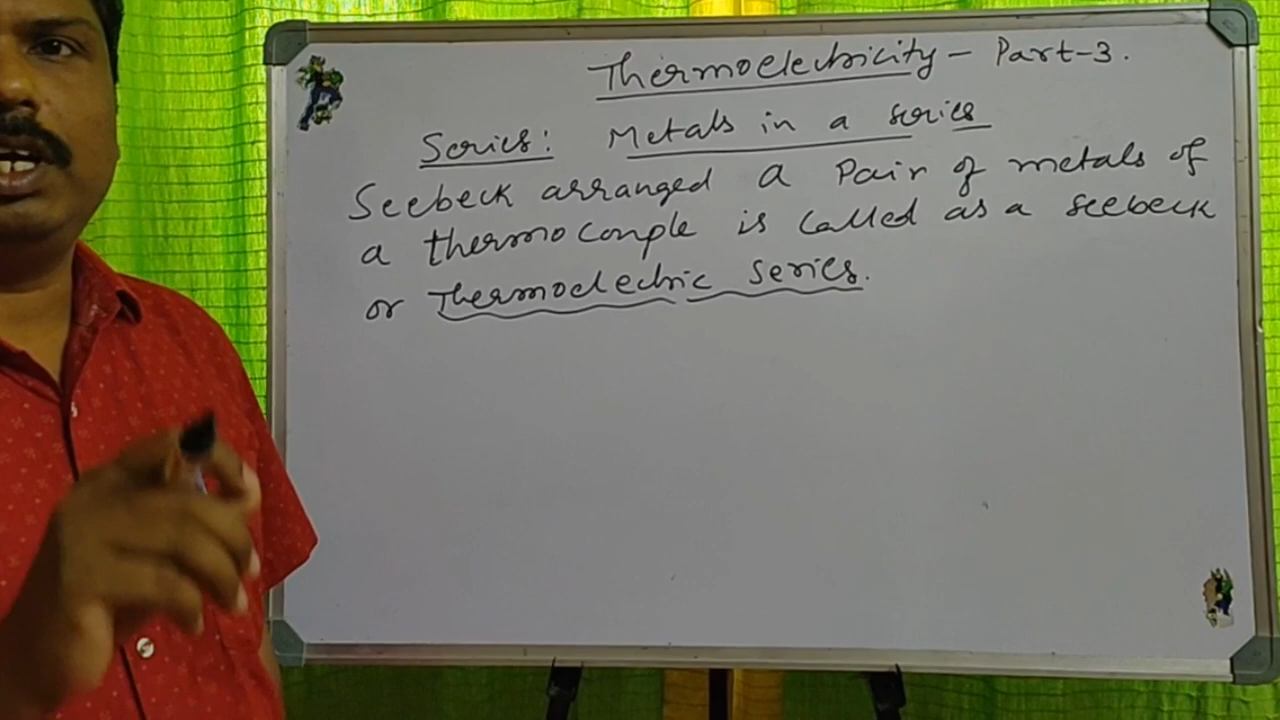 Thermoelectricity - Part-3.
Series: Metals in a series
Seebeck arranged a Pair of metals of
a thermocouple is called as a seebeck
or Thermoelectric Series.